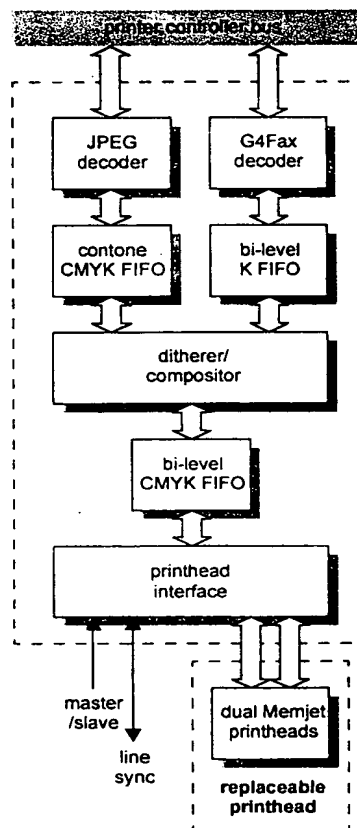 printer controller bus
JPEG
decoder
G4Fax
decoder
contone
CMYK FIFO
bi-level
K FIFO
ditherer/
compositor
bi-level
CMYK FIFO
printhead
interface
master
/slave
line
sync
dual Memjet
printheads
replaceable
printhead